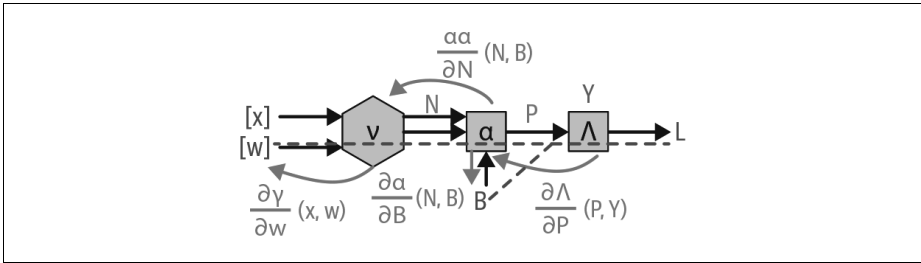 αα
∂N (N, B)
Y
[x] N P
ν α Λ L
[w]
B
∂γ
∂w (x, w)
∂α
∂B (N, B)
∂Λ
∂P (P, Y)